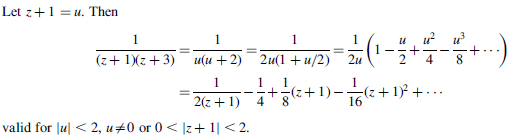 Let z + 1 = u. Then
1/((z + 1)(z + 3)) = 1/(u(u + 2)) = 1/(2u(1 + u/2)) = 1/(2u) (1 − u/2 + u²/4 − u³/8 + ···)
= 1/(2(z + 1)) − 1/4 + 1/8(z + 1) − 1/16(z + 1)² + ···
valid for |u| < 2, u≠0 or 0 < |z + 1| < 2.